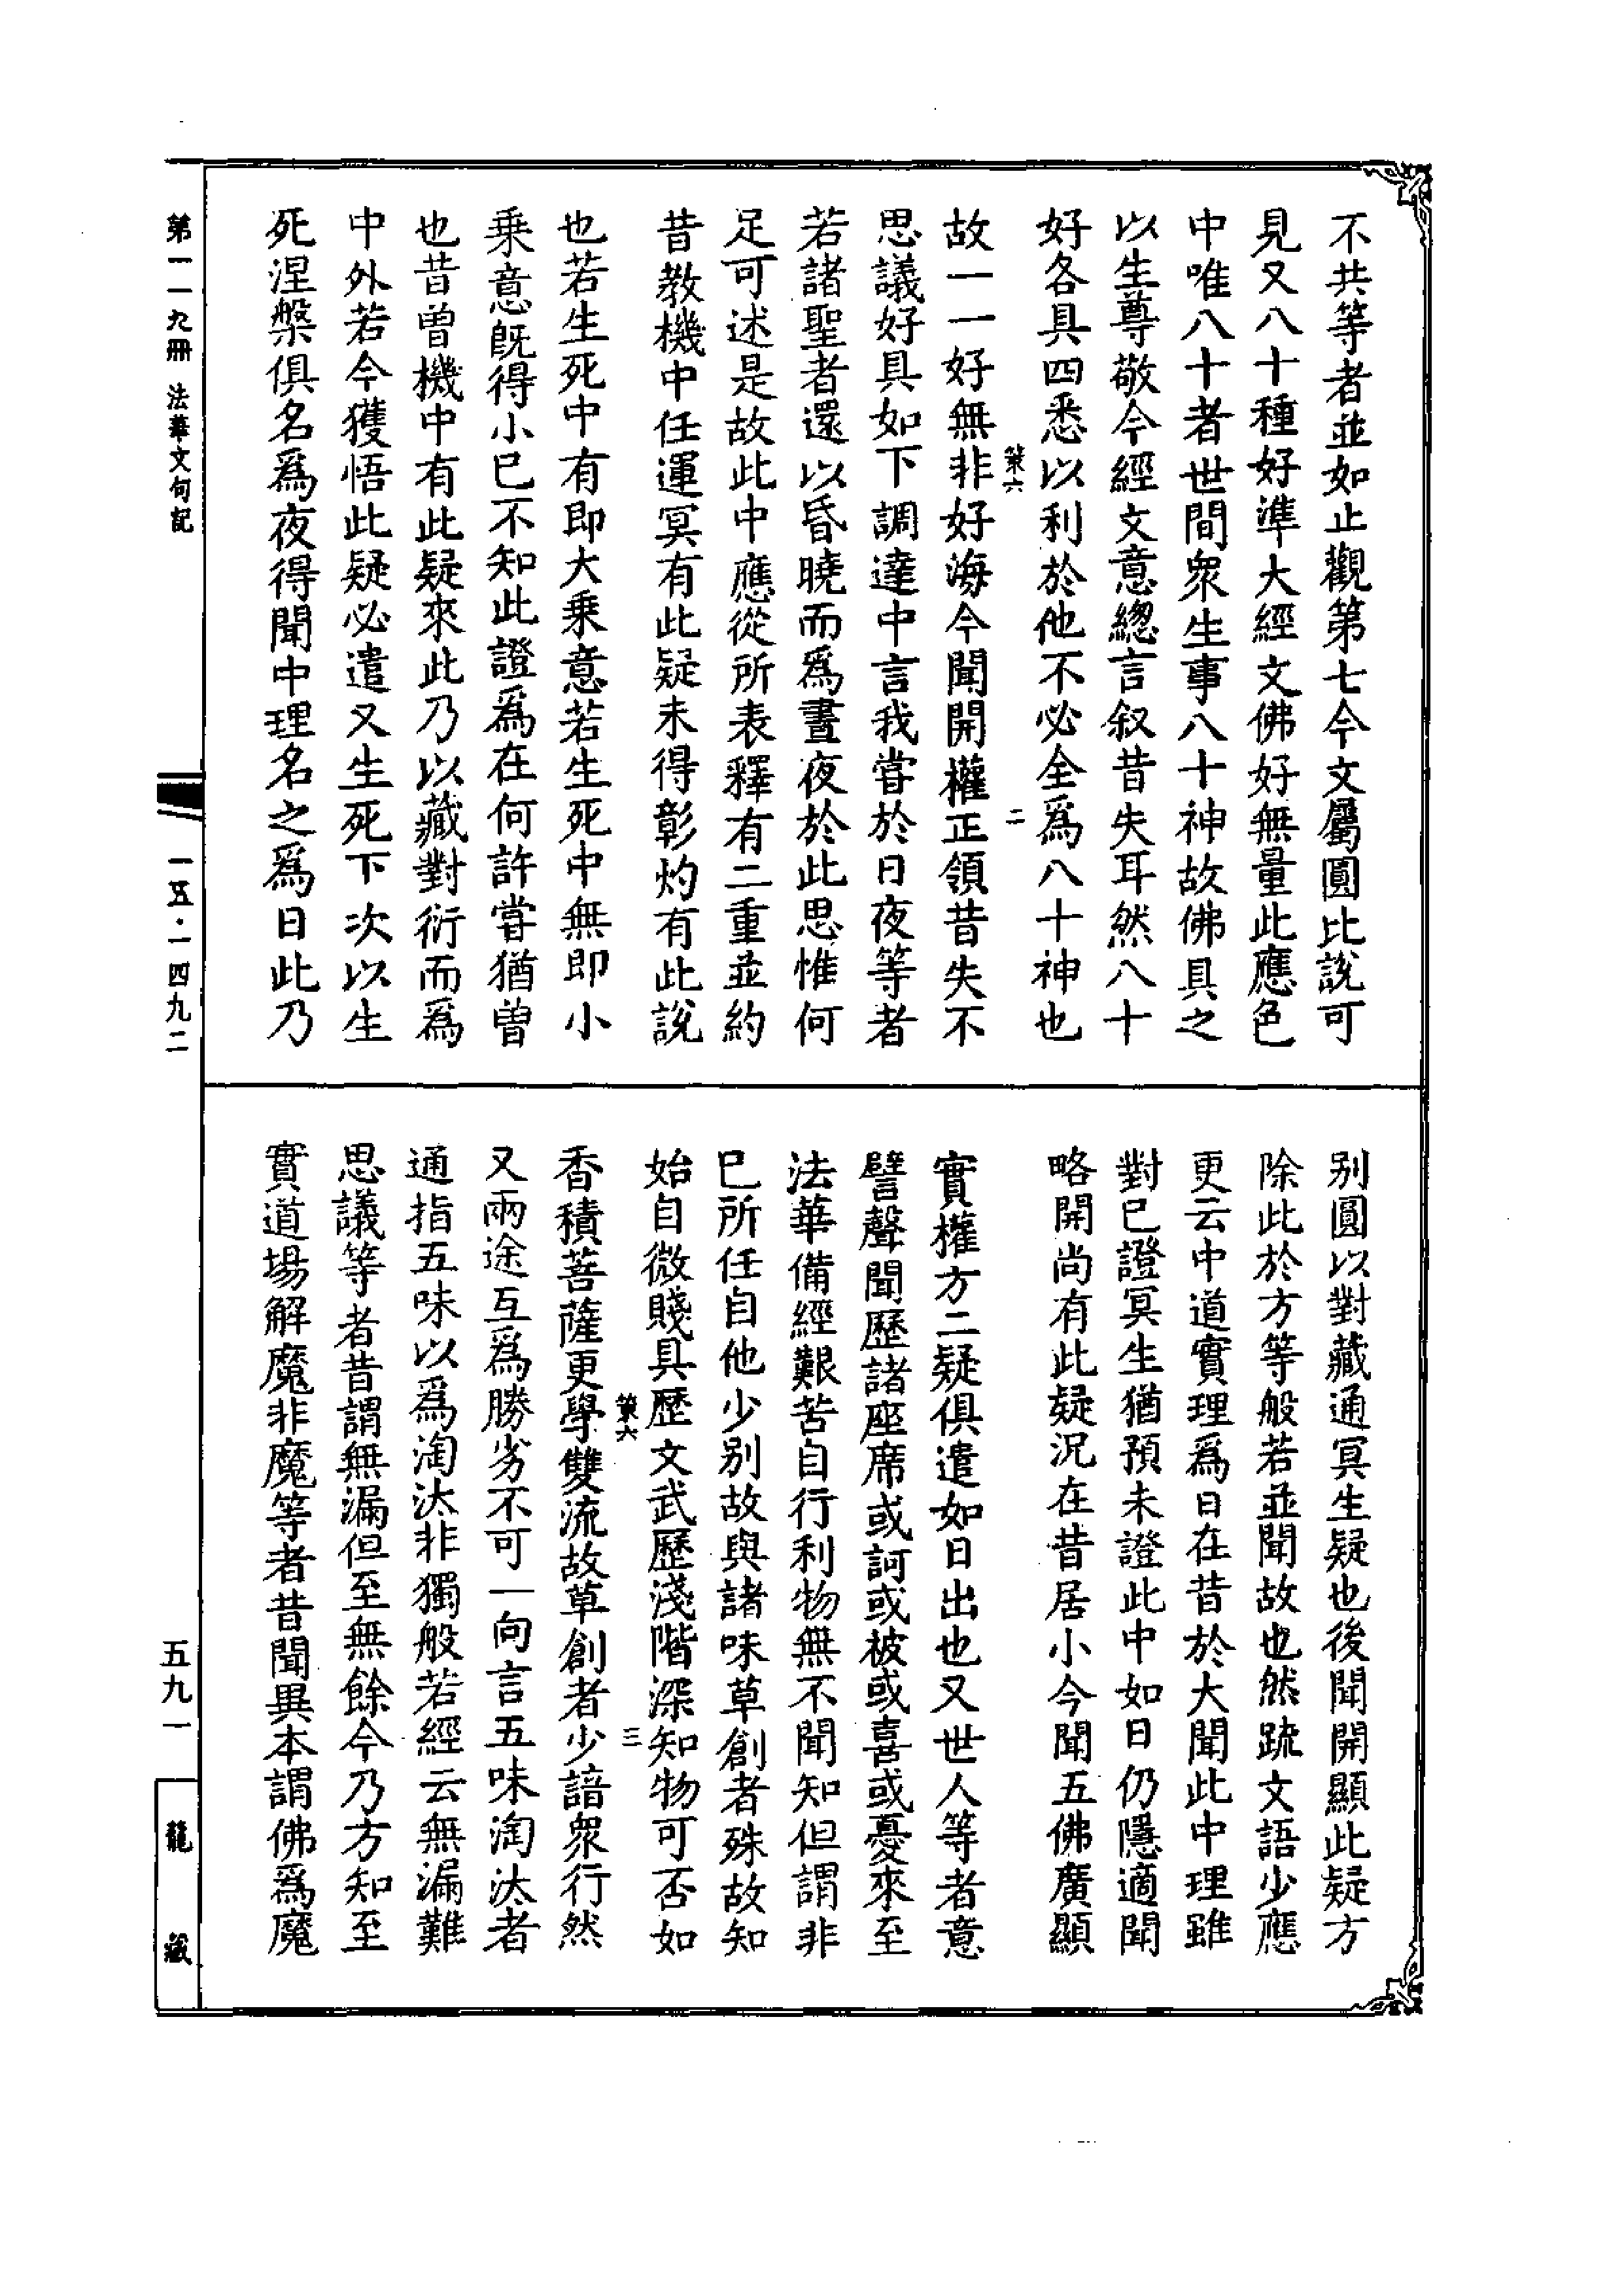 不共等者並如止觀第七今文屬圓比說可
見又八十種好準大經文佛好無量此應色
中唯八十者世間眾生事八十神故佛具之
以生尊敬今經文意總言叙昔失耳然八十
好各具四悉以利於他不必全爲八十神也
策六
二
故一一好無非好海今聞開權正領昔失不
思議好具如下調達中言我甞於日夜等者
若諸聖者還以昏曉而爲晝夜於此思惟何
足可述是故此中應從所表釋有二重並約
昔教機中任運冥有此疑未得彰灼有此說
也若生死中有即大乘意若生死中無即小
乘意既得小已不知此證爲在何許甞猶曾
也昔曾機中有此疑來此乃以藏對衍而爲
中外若今獲悟此疑必遣又生死下次以生
死涅槃俱名爲夜得聞中理名之爲日此乃
别圓以對藏通冥生疑也後聞開顯此疑方
除此於方等般若並聞故也然䟽文語少應
更云中道實理爲日在昔於大聞此中理雖
對已證冥生猶預未證此中如日仍隱適聞
略開尚有此疑況在昔居小今聞五佛廣顯
實權方二疑俱遣如日出也又世人等者意
譬聲聞歷諸座席或訶或被或喜或憂來至
法華備經艱苦自行利物無不聞知但謂非
已所任自他少别故與諸味草創者殊故知
始自微賤具歷文武歷淺階深知物可否如
策六
三
香積菩薩更學雙流故草創者少諳衆行然
又兩途互爲勝劣不可一向言五味淘汰者
通指五味以爲淘汰非獨般若經云無漏難
思議等者昔謂無漏但至無餘今乃方知至
實道場解魔非魔等者昔聞異本謂佛爲魔
第一一九冊 法華文句記
一五·一四九二
五九一
龍藏